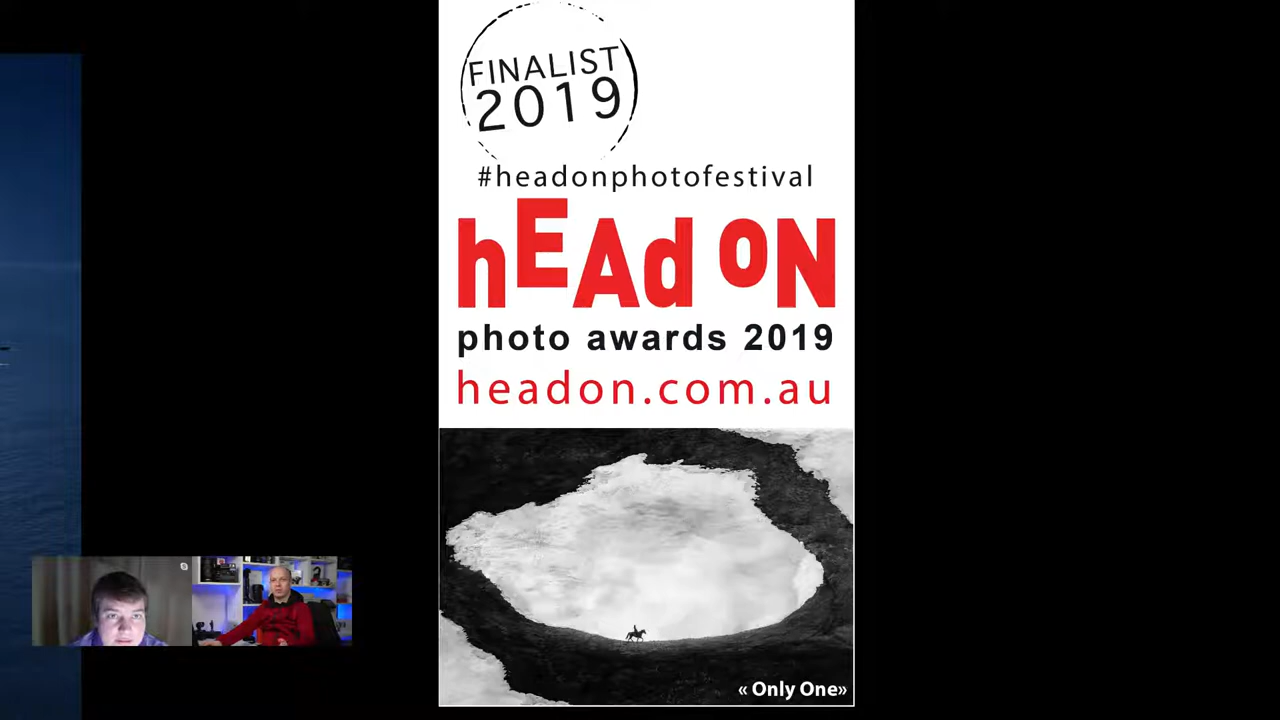 FINALIST
2019
#headonphotofestival
hEAd oN
photo awards 2019
headon.com.au
« Only One»